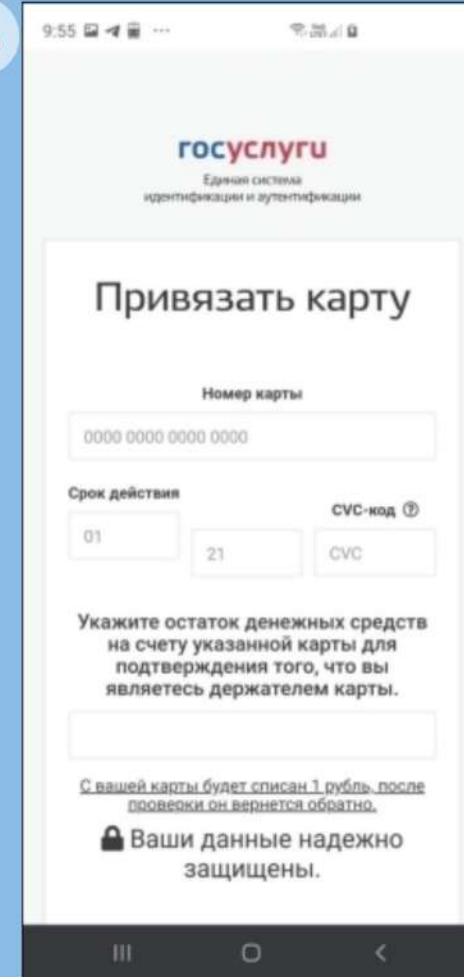 9:55
госуслуги
Единая система
идентификации и аутентификации
Привязать карту
Номер карты
0000 0000 0000 0000
Срок действия
CVC-код ?
01
21
CVC
Укажите остаток денежных средств
на счету указанной карты для
подтверждения того, что вы
являетесь держателем карты.
С вашей карты будет списан 1 рубль, после
проверки он вернется обратно.
Ваши данные надежно
защищены.